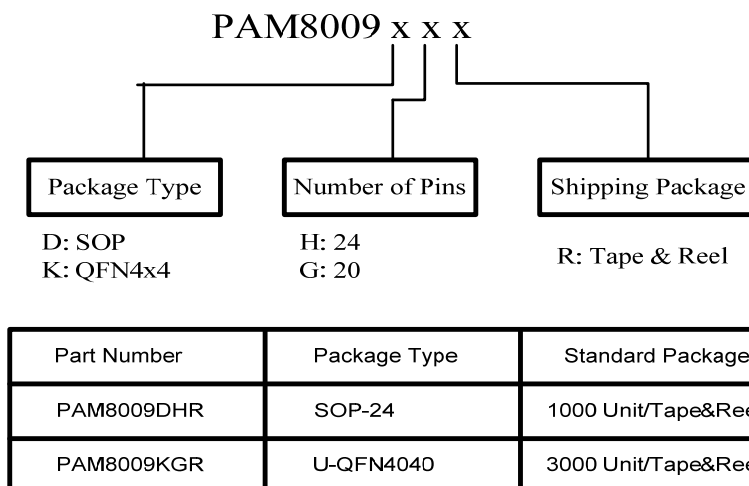 PAM8009 x x x
Package Type Number of Pins Shipping Package
D: SOP H: 24 R: Tape & Reel
K: QFN4x4 G: 20
Part Number Package Type Standard Package
PAM8009DHR SOP-24 1000 Unit/Tape&Ree
PAM8009KGR U-QFN4040 3000 Unit/Tape&Ree